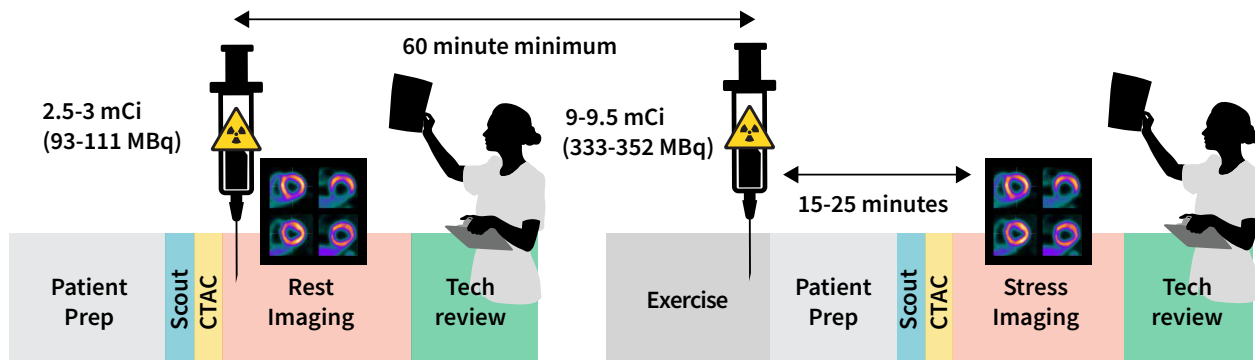 60 minute minimum
2.5-3 mCi
(93-111 MBq)
9-9.5 mCi
(333-352 MBq)
15-25 minutes
Patient
Prep
Scout
CTAC
Rest
Imaging
Tech
review
Exercise
Patient
Prep
Scout
CTAC
Stress
Imaging
Tech
review